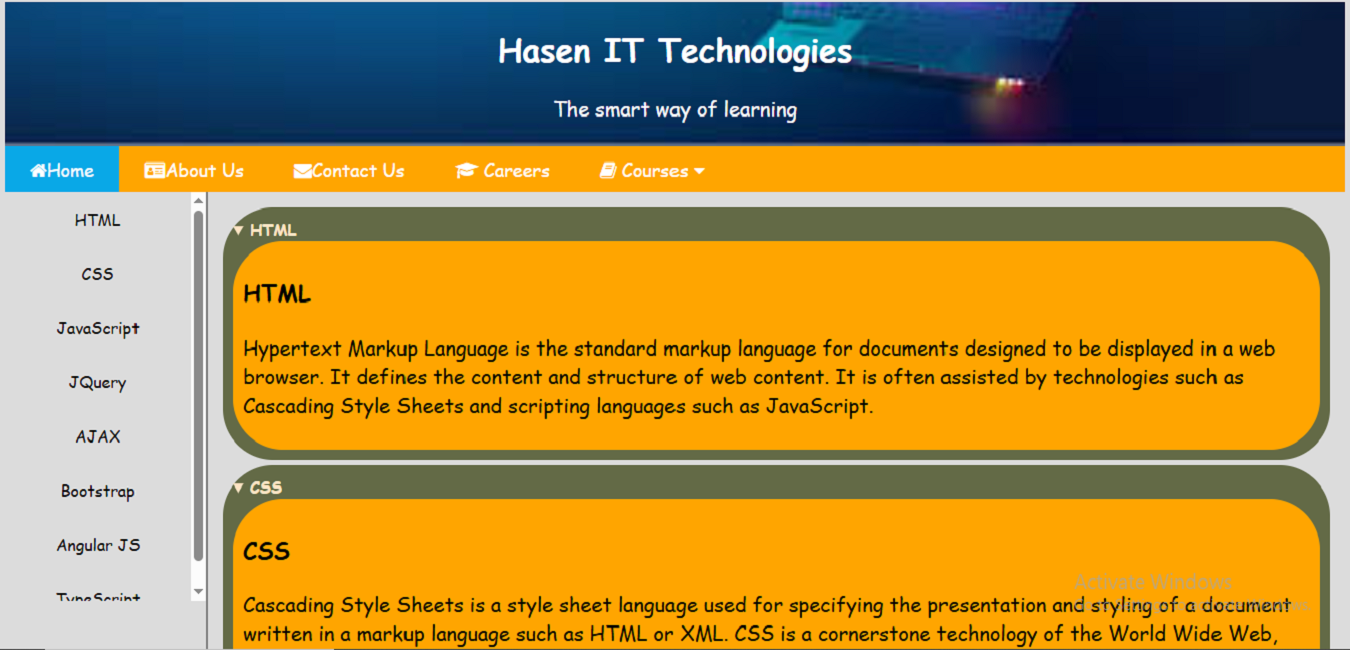 Hasen IT Technologies
The smart way of learning
Home About Us Contact Us Careers Courses
HTML
CSS
JavaScript
JQuery
AJAX
Bootstrap
Angular JS
TypeScript
HTML
HTML
Hypertext Markup Language is the standard markup language for documents designed to be displayed in a web
browser. It defines the content and structure of web content. It is often assisted by technologies such as
Cascading Style Sheets and scripting languages such as JavaScript.
CSS
CSS
Cascading Style Sheets is a style sheet language used for specifying the presentation and styling of a document
written in a markup language such as HTML or XML. CSS is a cornerstone technology of the World Wide Web,
Activate Windows